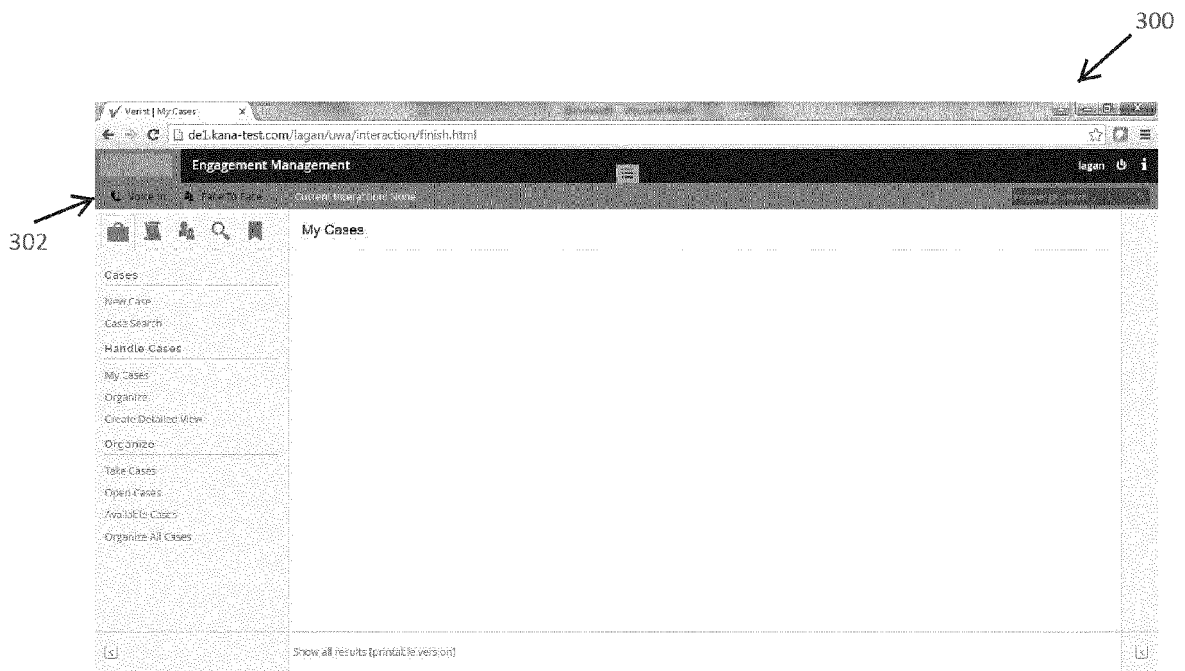 300
My Cases
de1.kana-test.com/lagan/uwa/interaction/finish.html
Engagement Management
lagan
302
Voice In
Face To Face
Current Interaction: None
My Cases
Cases
New Case
Case Search
Handle Cases
My Cases
Organize
Create Detailed View
Organize
Take Cases
Open Cases
Available Cases
Organize All Cases
Show all results [printable version]